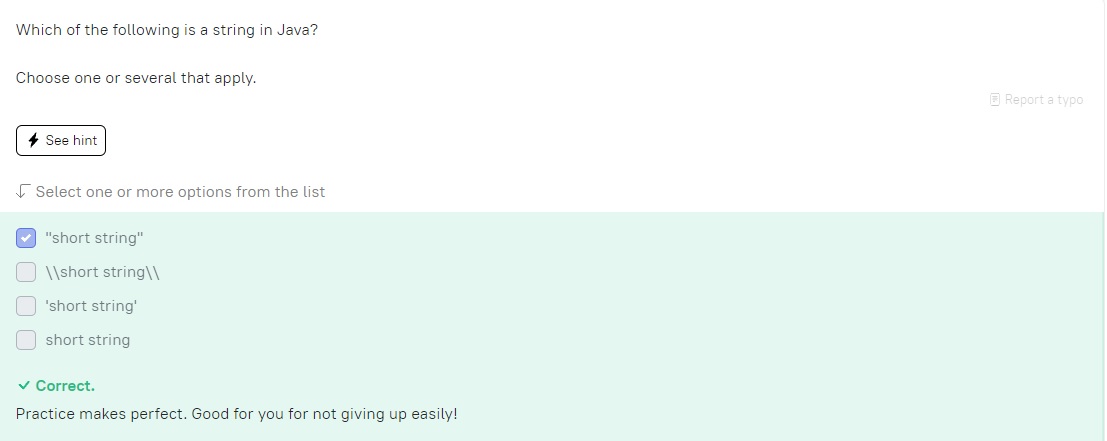 Which of the following is a string in Java?
Choose one or several that apply.
Report a typo
See hint
Select one or more options from the list
"short string"
\\short string\\
'short string'
short string
Correct.
Practice makes perfect. Good for you for not giving up easily!